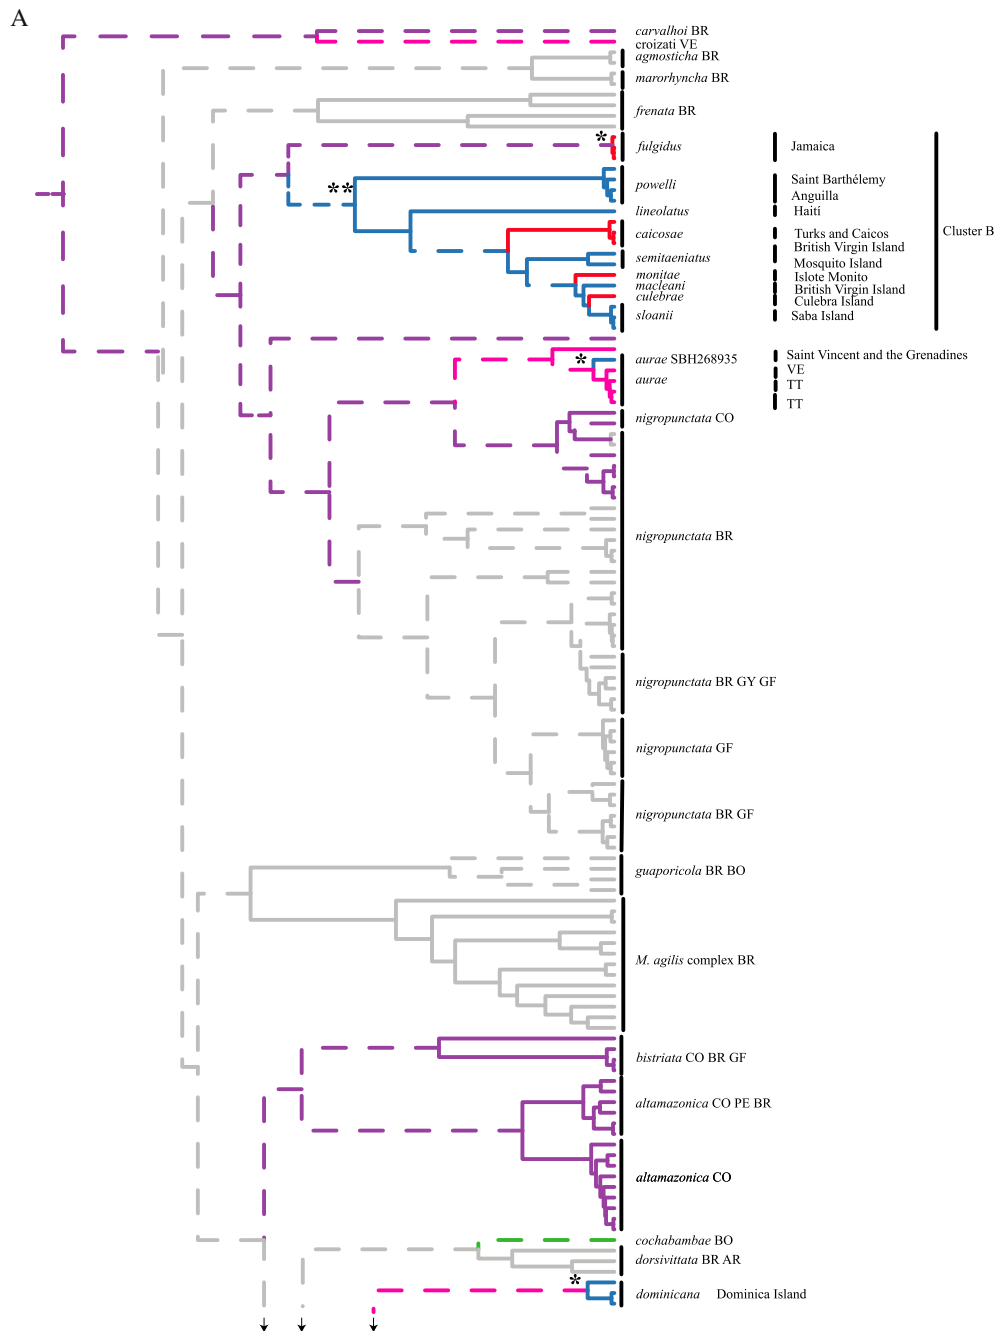 A
carvalhoi BR
croizati VE
agmosticha BR
marorhyncha BR
frenata BR
*
fulgidus
Jamaica
**
powelli
Saint Barthélemy
Anguilla
lineolatus
Haití
caicosae
Turks and Caicos
Cluster B
semitaeniatus
British Virgin Island
Mosquito Island
monitae
Islote Monito
macleani
British Virgin Island
culebrae
Culebra Island
sloanii
Saba Island
*
aurae SBH268935
Saint Vincent and the Grenadines
VE
aurae
TT
TT
nigropunctata CO
nigropunctata BR
nigropunctata BR GY GF
nigropunctata GF
nigropunctata BR GF
guaporicola BR BO
M. agilis complex BR
bistriata CO BR GF
altamazonica CO PE BR
altamazonica CO
cochabambae BO
dorsivittata BR AR
*
dominicana Dominica Island